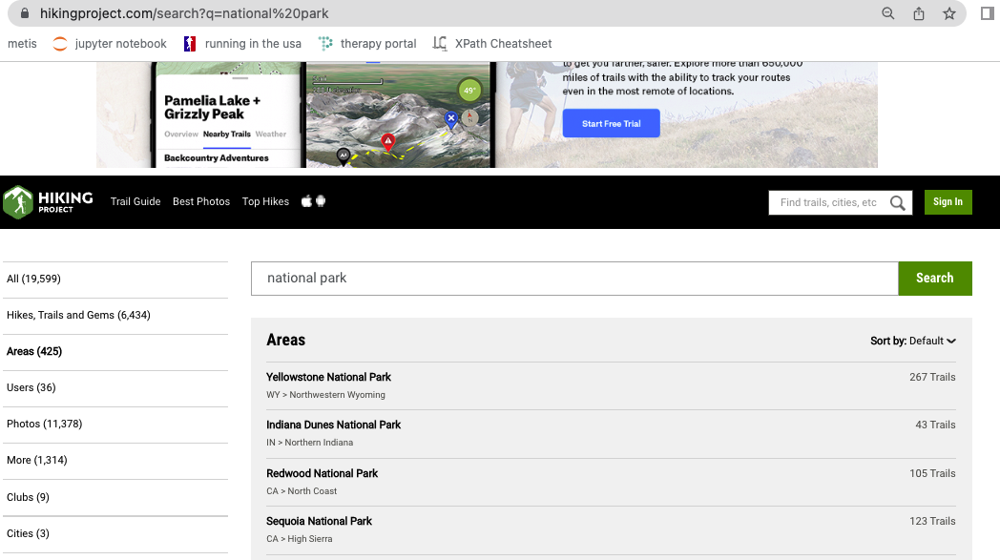 hikingproject.com/search?q=national%20park
metis
jupyter notebook
running in the usa
therapy portal
XPath Cheatsheet
to get you farther, safer. Explore more than 650,000
miles of trails with the ability to track your routes
even in the most remote of locations.
Start Free Trial
Pamelia Lake +
Grizzly Peak
Overview Nearby Trails Weather
Backcountry Adventures
49°
HIKING
PROJECT
Trail Guide
Best Photos
Top Hikes
Find trails, cities, etc
Sign In
All (19,599)
Hikes, Trails and Gems (6,434)
Areas (425)
Users (36)
Photos (11,378)
More (1,314)
Clubs (9)
Cities (3)
national park
Search
Areas
Sort by: Default
Yellowstone National Park
267 Trails
WY > Northwestern Wyoming
Indiana Dunes National Park
43 Trails
IN > Northern Indiana
Redwood National Park
105 Trails
CA > North Coast
Sequoia National Park
123 Trails
CA > High Sierra